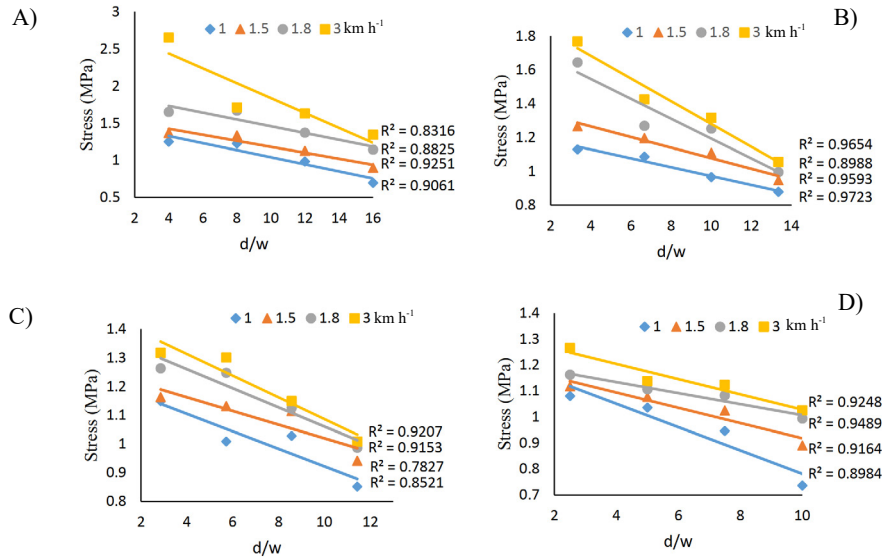 A)
1 1.5 1.8 3 km h⁻¹
Stress (MPa)
3
2.5
2
1.5
1
0.5
R² = 0.8316
R² = 0.8825
R² = 0.9251
R² = 0.9061
2 4 6 8 10 12 14 16
d/w
B)
1 1.5 1.8 3 km h⁻¹
Stress (MPa)
1.8
1.6
1.4
1.2
1
0.8
R² = 0.9654
R² = 0.8988
R² = 0.9593
R² = 0.9723
2 4 6 8 10 12 14
d/w
C)
1 1.5 1.8 3 km h⁻¹
Stress (MPa)
1.4
1.3
1.2
1.1
1
0.9
0.8
R² = 0.9207
R² = 0.9153
R² = 0.7827
R² = 0.8521
2 4 6 8 10 12
d/w
D)
1 1.5 1.8 3 km h⁻¹
Stress (MPa)
1.4
1.3
1.2
1.1
1
0.9
0.8
0.7
R² = 0.9248
R² = 0.9489
R² = 0.9164
R² = 0.8984
2 4 6 8 10
d/w